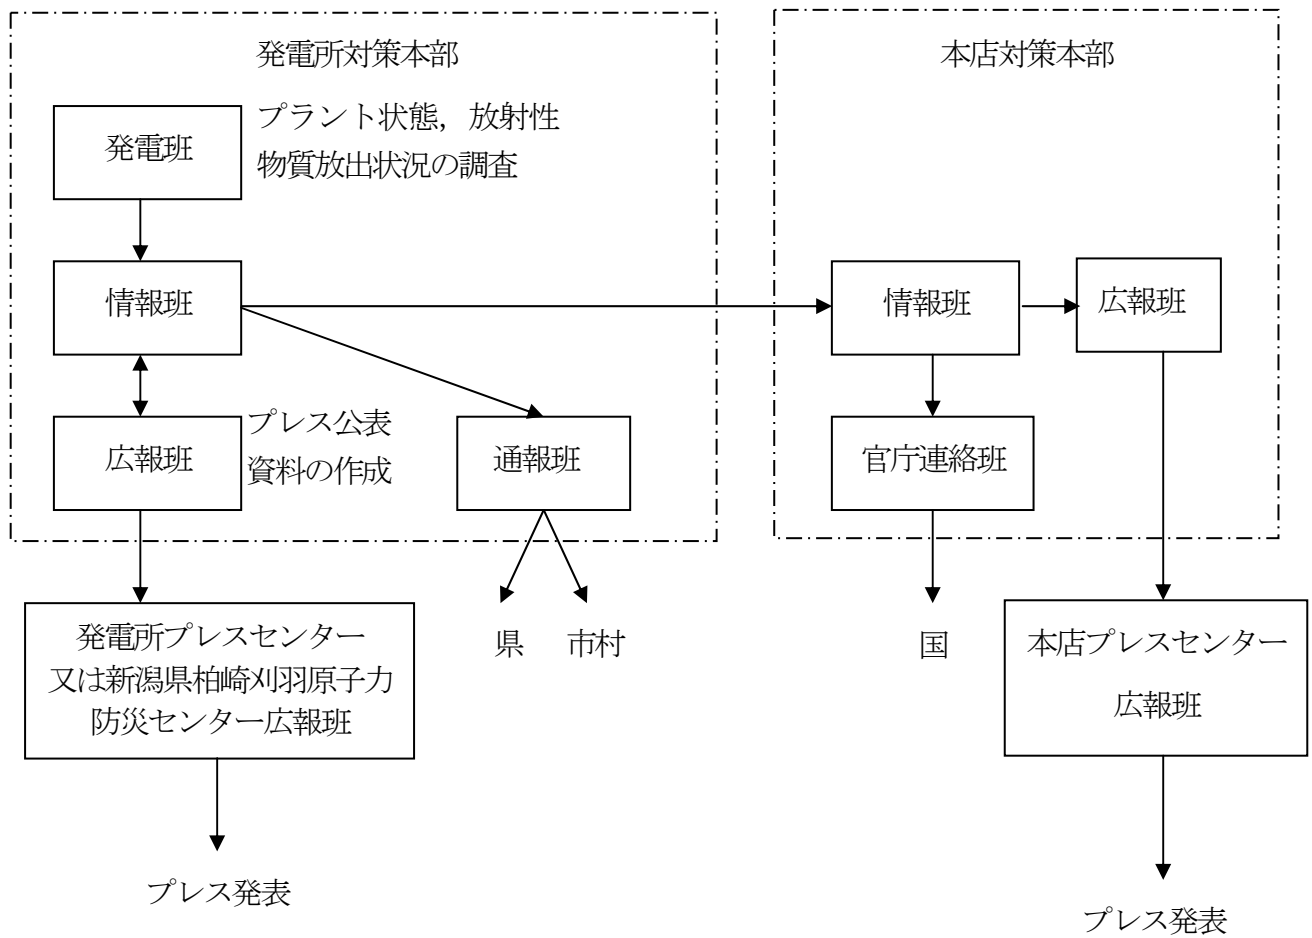 発電所対策本部
発電班
プラント状態，放射性
物質放出状況の調査
情報班
広報班
プレス公表
資料の作成
通報班
県
市村
発電所プレスセンター
又は新潟県柏崎刈羽原子力
防災センター広報班
プレス発表
本店対策本部
情報班
広報班
官庁連絡班
国
本店プレスセンター
広報班
プレス発表